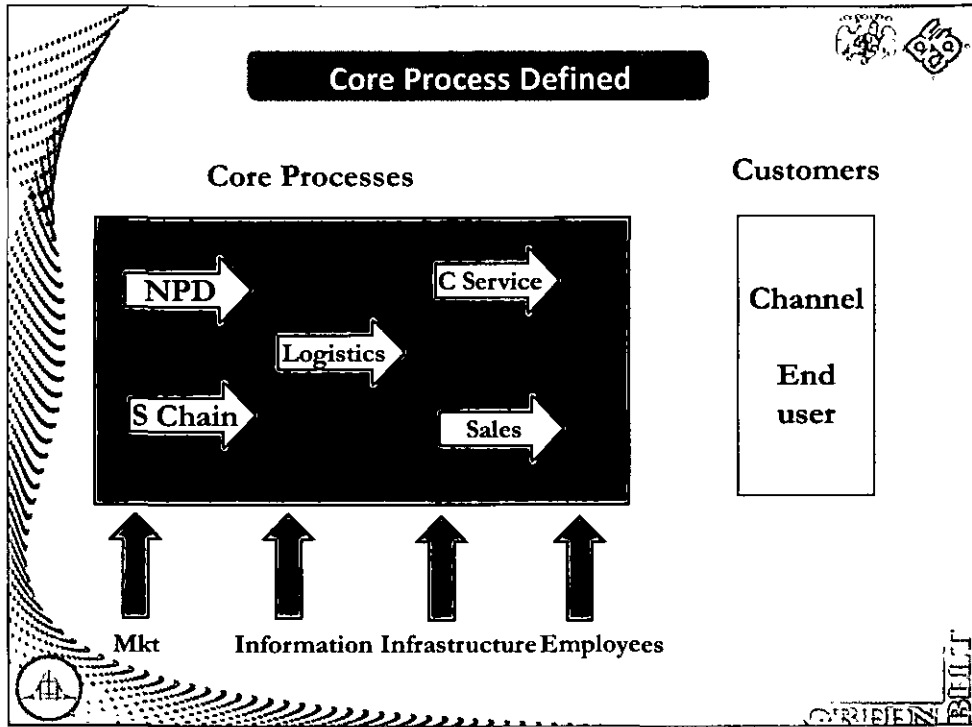 Core Process Defined
Core Processes
Customers
NPD
C Service
Logistics
S Chain
Sales
Channel
End
user
Mkt
Information
Infrastructure
Employees